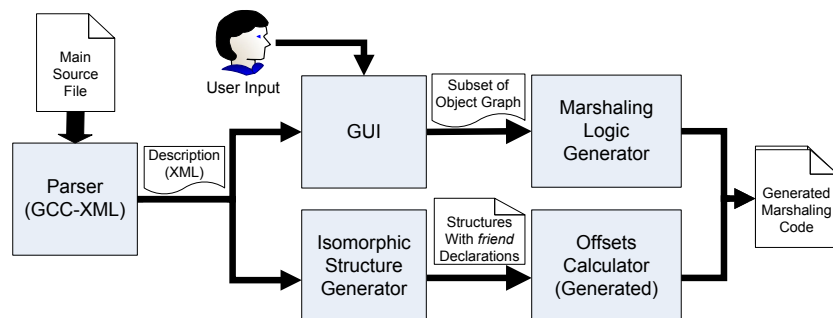 Main
Source
File
User Input
Parser
(GCC-XML)
Description
(XML)
GUI
Subset of
Object Graph
Marshaling
Logic
Generator
Isomorphic
Structure
Generator
Structures
With friend
Declarations
Offsets
Calculator
(Generated)
Generated
Marshaling
Code